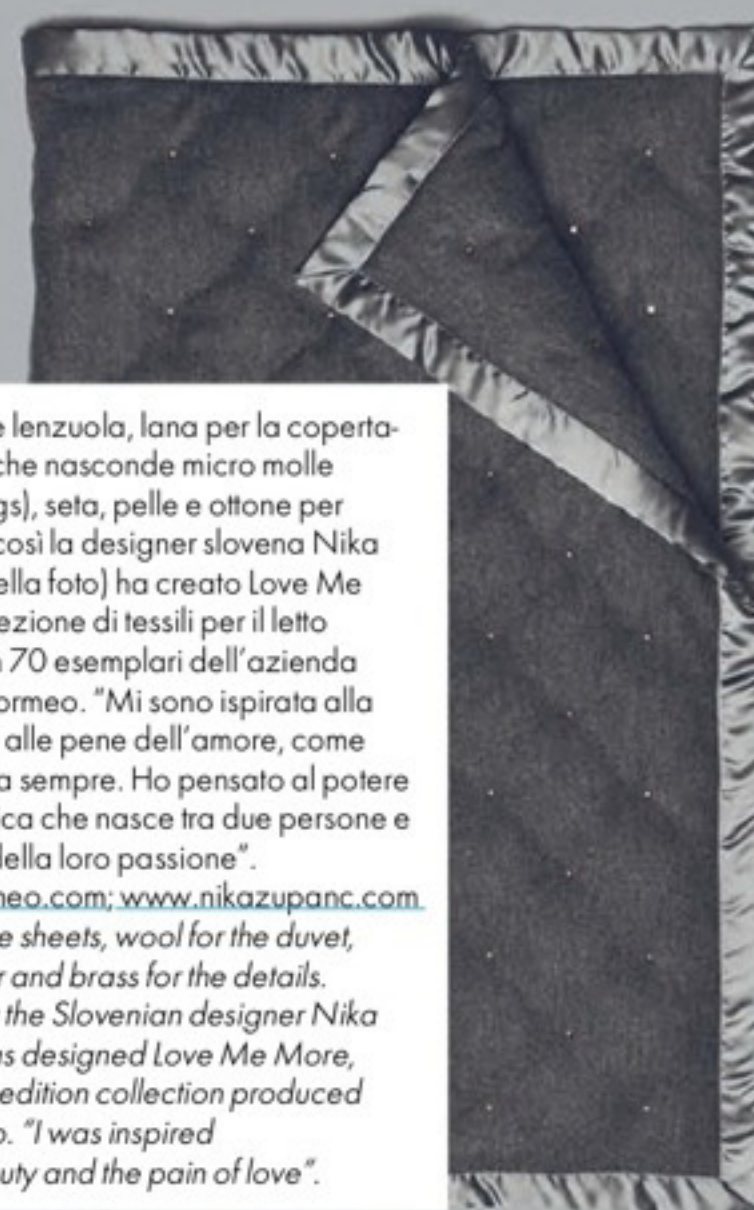 e lenzuola, lana per la coperta-
che nasconde micro molle
gs), seta, pelle e ottone per
così la designer slovena Nika
ella foto) ha creato Love Me
ezione di tessili per il letto
70 esemplari dell'azienda
ormeo. "Mi sono ispirata alla
alle pene dell'amore, come
a sempre. Ho pensato al potere
ca che nasce tra due persone e
della loro passione".
neo.com; www.nikazupanc.com
e sheets, wool for the duvet,
r and brass for the details.
the Slovenian designer Nika
as designed Love Me More,
edition collection produced
o. "I was inspired
uty and the pain of love".